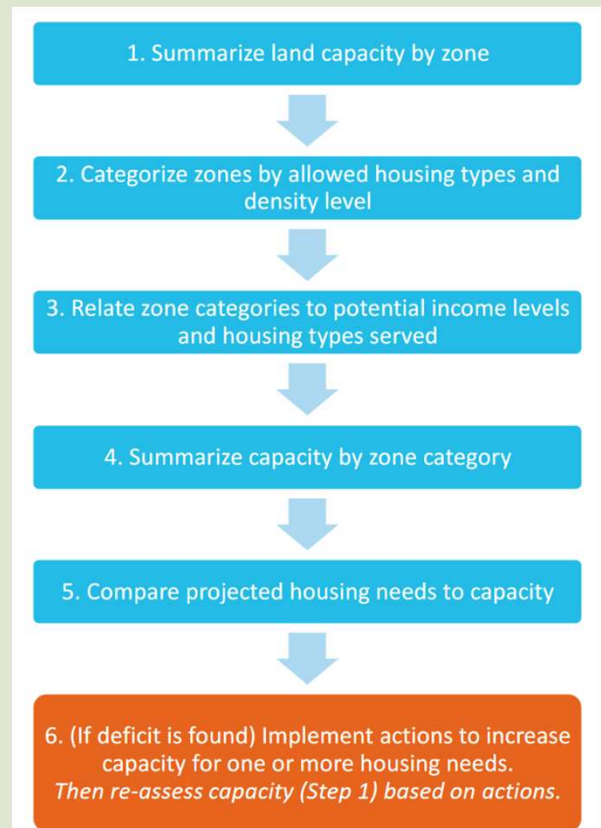 1. Summarize land capacity by zone
2. Categorize zones by allowed housing types and
density level
3. Relate zone categories to potential income levels
and housing types served
4. Summarize capacity by zone category
5. Compare projected housing needs to capacity
6. (If deficit is found) Implement actions to increase
capacity for one or more housing needs.
Then re-assess capacity (Step 1) based on actions.